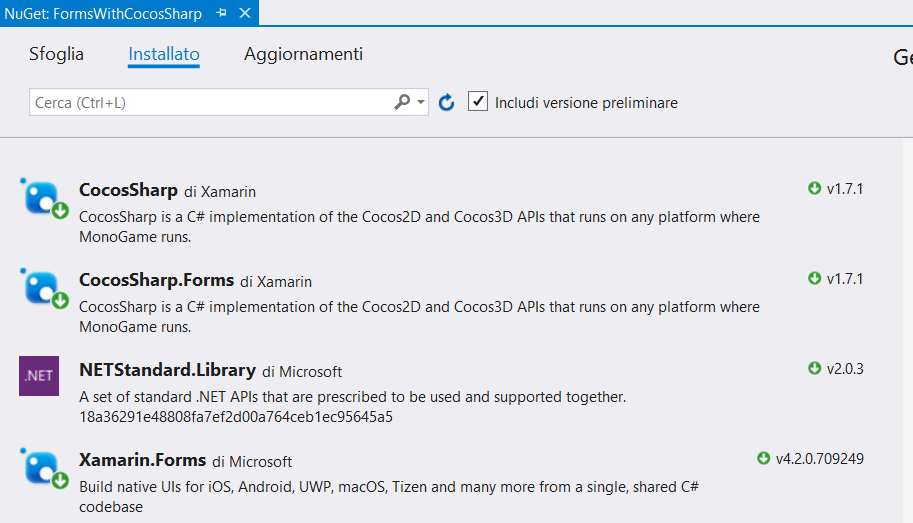 NuGet: FormsWithCocosSharp
Sfoglia Installato Aggiornamenti
Cerca (Ctrl+L) Includi versione preliminare
CocosSharp di Xamarin v1.7.1
CocosSharp is a C# implementation of the Cocos2D and Cocos3D APIs that runs on any platform where
MonoGame runs.
CocosSharp.Forms di Xamarin v1.7.1
CocosSharp is a C# implementation of the Cocos2D and Cocos3D APIs that runs on any platform where
MonoGame runs.
.NET NETStandard.Library di Microsoft v2.0.3
A set of standard .NET APIs that are prescribed to be used and supported together.
18a36291e48808fa7ef2d00a764ceb1ec95645a5
Xamarin.Forms di Microsoft v4.2.0.709249
Build native UIs for iOS, Android, UWP, macOS, Tizen and many more from a single, shared C#
codebase